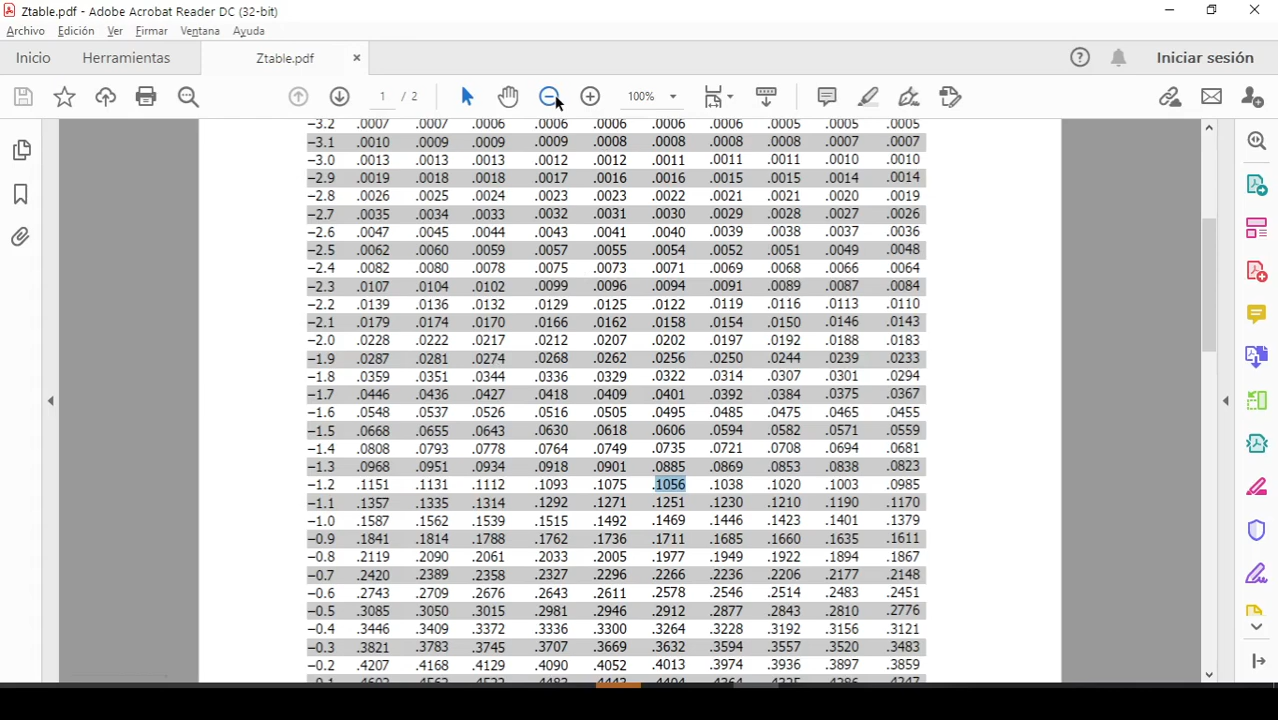 Ztable.pdf - Adobe Acrobat Reader DC (32-bit)
Archivo Edición Ver Firmar Ventana Ayuda
Inicio Herramientas Ztable.pdf × Iniciar sesión
1 / 2 100%
−3.2 .0007 .0007 .0006 .0006 .0006 .0006 .0006 .0005 .0005 .0005
−3.1 .0010 .0009 .0009 .0009 .0008 .0008 .0008 .0008 .0007 .0007
−3.0 .0013 .0013 .0013 .0012 .0012 .0011 .0011 .0011 .0010 .0010
−2.9 .0019 .0018 .0018 .0017 .0016 .0016 .0015 .0015 .0014 .0014
−2.8 .0026 .0025 .0024 .0023 .0023 .0022 .0021 .0021 .0020 .0019
−2.7 .0035 .0034 .0033 .0032 .0031 .0030 .0029 .0028 .0027 .0026
−2.6 .0047 .0045 .0044 .0043 .0041 .0040 .0039 .0038 .0037 .0036
−2.5 .0062 .0060 .0059 .0057 .0055 .0054 .0052 .0051 .0049 .0048
−2.4 .0082 .0080 .0078 .0075 .0073 .0071 .0069 .0068 .0066 .0064
−2.3 .0107 .0104 .0102 .0099 .0096 .0094 .0091 .0089 .0087 .0084
−2.2 .0139 .0136 .0132 .0129 .0125 .0122 .0119 .0116 .0113 .0110
−2.1 .0179 .0174 .0170 .0166 .0162 .0158 .0154 .0150 .0146 .0143
−2.0 .0228 .0222 .0217 .0212 .0207 .0202 .0197 .0192 .0188 .0183
−1.9 .0287 .0281 .0274 .0268 .0262 .0256 .0250 .0244 .0239 .0233
−1.8 .0359 .0351 .0344 .0336 .0329 .0322 .0314 .0307 .0301 .0294
−1.7 .0446 .0436 .0427 .0418 .0409 .0401 .0392 .0384 .0375 .0367
−1.6 .0548 .0537 .0526 .0516 .0505 .0495 .0485 .0475 .0465 .0455
−1.5 .0668 .0655 .0643 .0630 .0618 .0606 .0594 .0582 .0571 .0559
−1.4 .0808 .0793 .0778 .0764 .0749 .0735 .0721 .0708 .0694 .0681
−1.3 .0968 .0951 .0934 .0918 .0901 .0885 .0869 .0853 .0838 .0823
−1.2 .1151 .1131 .1112 .1093 .1075 .1056 .1038 .1020 .1003 .0985
−1.1 .1357 .1335 .1314 .1292 .1271 .1251 .1230 .1210 .1190 .1170
−1.0 .1587 .1562 .1539 .1515 .1492 .1469 .1446 .1423 .1401 .1379
−0.9 .1841 .1814 .1788 .1762 .1736 .1711 .1685 .1660 .1635 .1611
−0.8 .2119 .2090 .2061 .2033 .2005 .1977 .1949 .1922 .1894 .1867
−0.7 .2420 .2389 .2358 .2327 .2296 .2266 .2236 .2206 .2177 .2148
−0.6 .2743 .2709 .2676 .2643 .2611 .2578 .2546 .2514 .2483 .2451
−0.5 .3085 .3050 .3015 .2981 .2946 .2912 .2877 .2843 .2810 .2776
−0.4 .3446 .3409 .3372 .3336 .3300 .3264 .3228 .3192 .3156 .3121
−0.3 .3821 .3783 .3745 .3707 .3669 .3632 .3594 .3557 .3520 .3483
−0.2 .4207 .4168 .4129 .4090 .4052 .4013 .3974 .3936 .3897 .3859